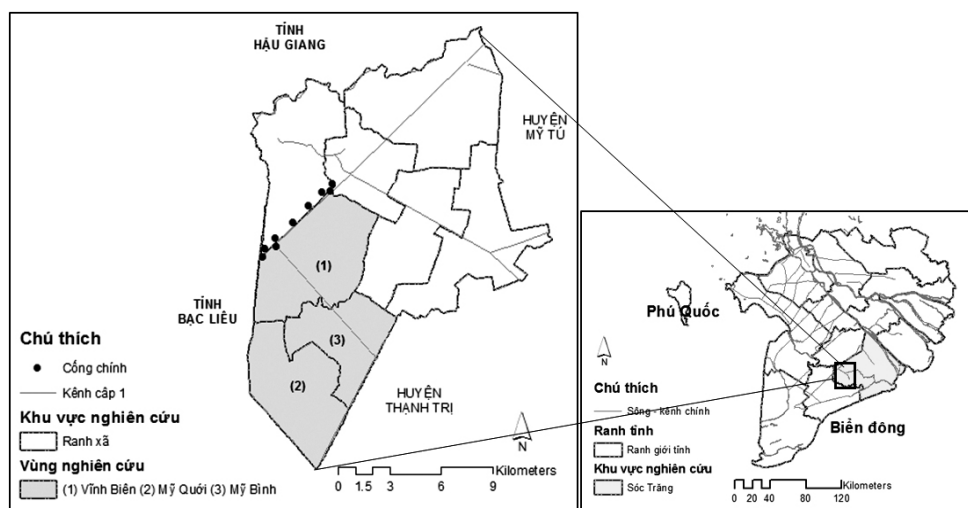 TỈNH
HẬU GIANG
HUYỆN
MỸ TÚ
(1)
TỈNH
BẠC LIÊU
(3)
(2)
HUYỆN
THẠNH TRỊ
Chú thích
Cống chính
Kênh cấp 1
Khu vực nghiên cứu
Ranh xã
Vùng nghiên cứu
(1) Vĩnh Biên (2) Mỹ Quới (3) Mỹ Bình
N
Kilometers
0 1.5 3 6 9
Phú Quốc
N
Chú thích
Sông - kênh chính
Biển đông
Ranh tỉnh
Ranh giới tỉnh
Khu vực nghiên cứu
Sóc Trăng
Kilometers
0 20 40 80 120